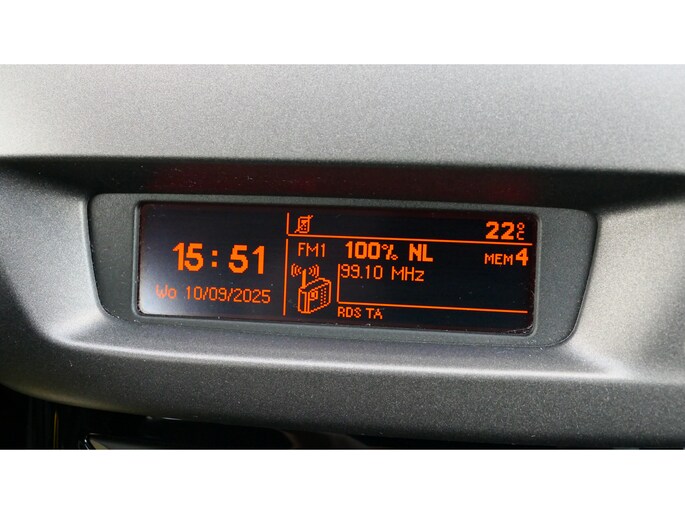 22°C
15:51
Wo 10/09/2025
FM1 100% NL
MEM4
99.10 MHz
RDS TA